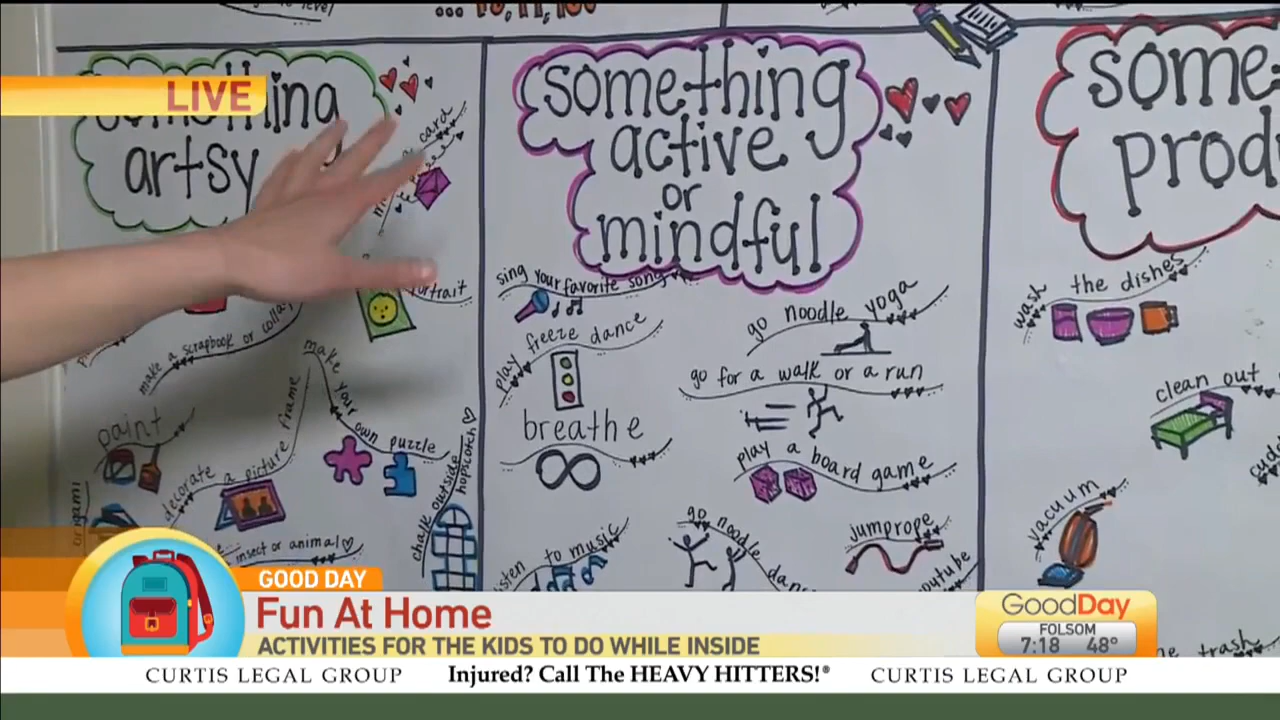 LIVE
something
artsy
card
portrait
make a scrapbook or
make your own puzzle
paint
decorate a picture frame
origami
insert or animal
chalk outside
hopscotch
something
active
or
mindful
sing your favorite song
play freeze dance
breathe
listen to music
go noodle yoga
go for a walk or a run
play a board game
go noodle
jumprope
youtube
some
prod
wash the dishes
clean out
vacuum
trash
GOOD DAY
Fun At Home
ACTIVITIES FOR THE KIDS TO DO WHILE INSIDE
GoodDay
FOLSOM
7:18 48°
CURTIS LEGAL GROUP Injured? Call The HEAVY HITTERS!® CURTIS LEGAL GROUP